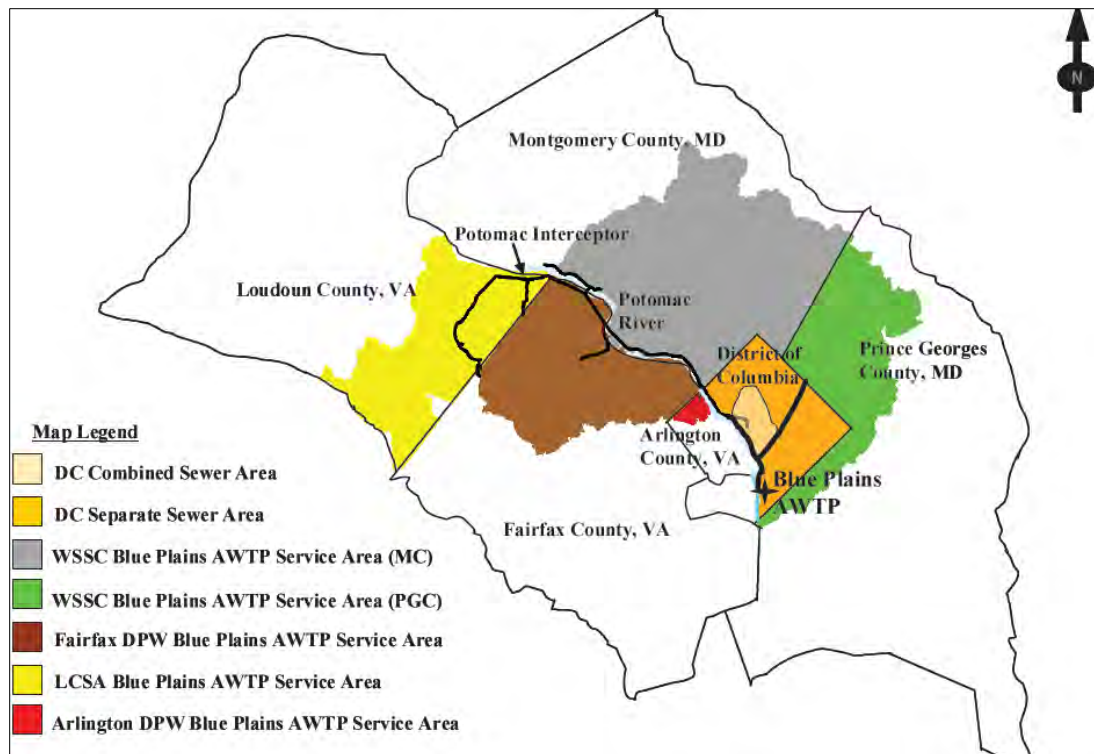 N
Montgomery County, MD
Potomac Interceptor
Loudoun County, VA
Potomac
River
District of
Columbia
Prince Georges
County, MD
Arlington
County, VA
Blue Plains
AWTP
Fairfax County, VA
Map Legend
DC Combined Sewer Area
DC Separate Sewer Area
WSSC Blue Plains AWTP Service Area (MC)
WSSC Blue Plains AWTP Service Area (PGC)
Fairfax DPW Blue Plains AWTP Service Area
LCSA Blue Plains AWTP Service Area
Arlington DPW Blue Plains AWTP Service Area